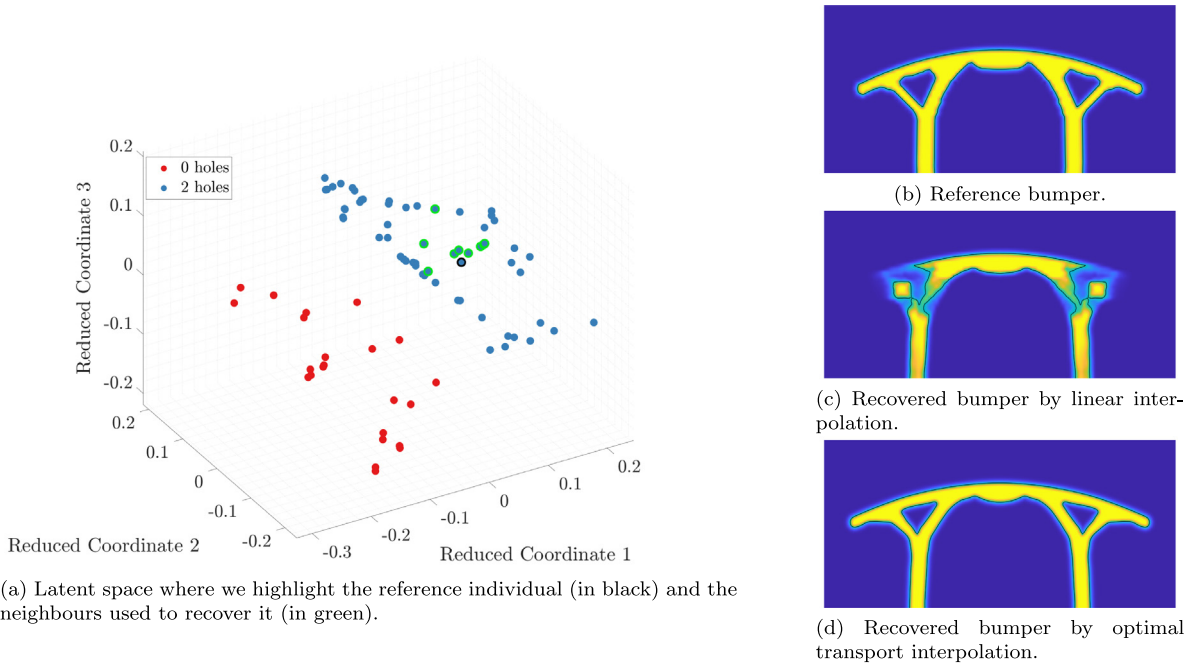 0.2
0.1
0
-0.1
-0.2
Reduced Coordinate 3
0 holes
2 holes
0.2
0.1
0
-0.1
-0.2
Reduced Coordinate 2
-0.3
-0.2
-0.1
0
0.1
0.2
Reduced Coordinate 1
(a) Latent space where we highlight the reference individual (in black) and the
neighbours used to recover it (in green).
(b) Reference bumper.
(c) Recovered bumper by linear inter-
polation.
(d) Recovered bumper by optimal
transport interpolation.